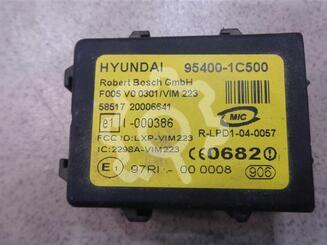 HYUNDAI 95400-1C500
Robert Bosch GmbH
F005 V0 0301/VIM 223
58517 20006641
81 I-000386
MIC
FCC ID:LXP-VIM223 R-LPD1-04-0057
IC:2298A-VIM223 CE0682
E1 97RI-00 0008 906